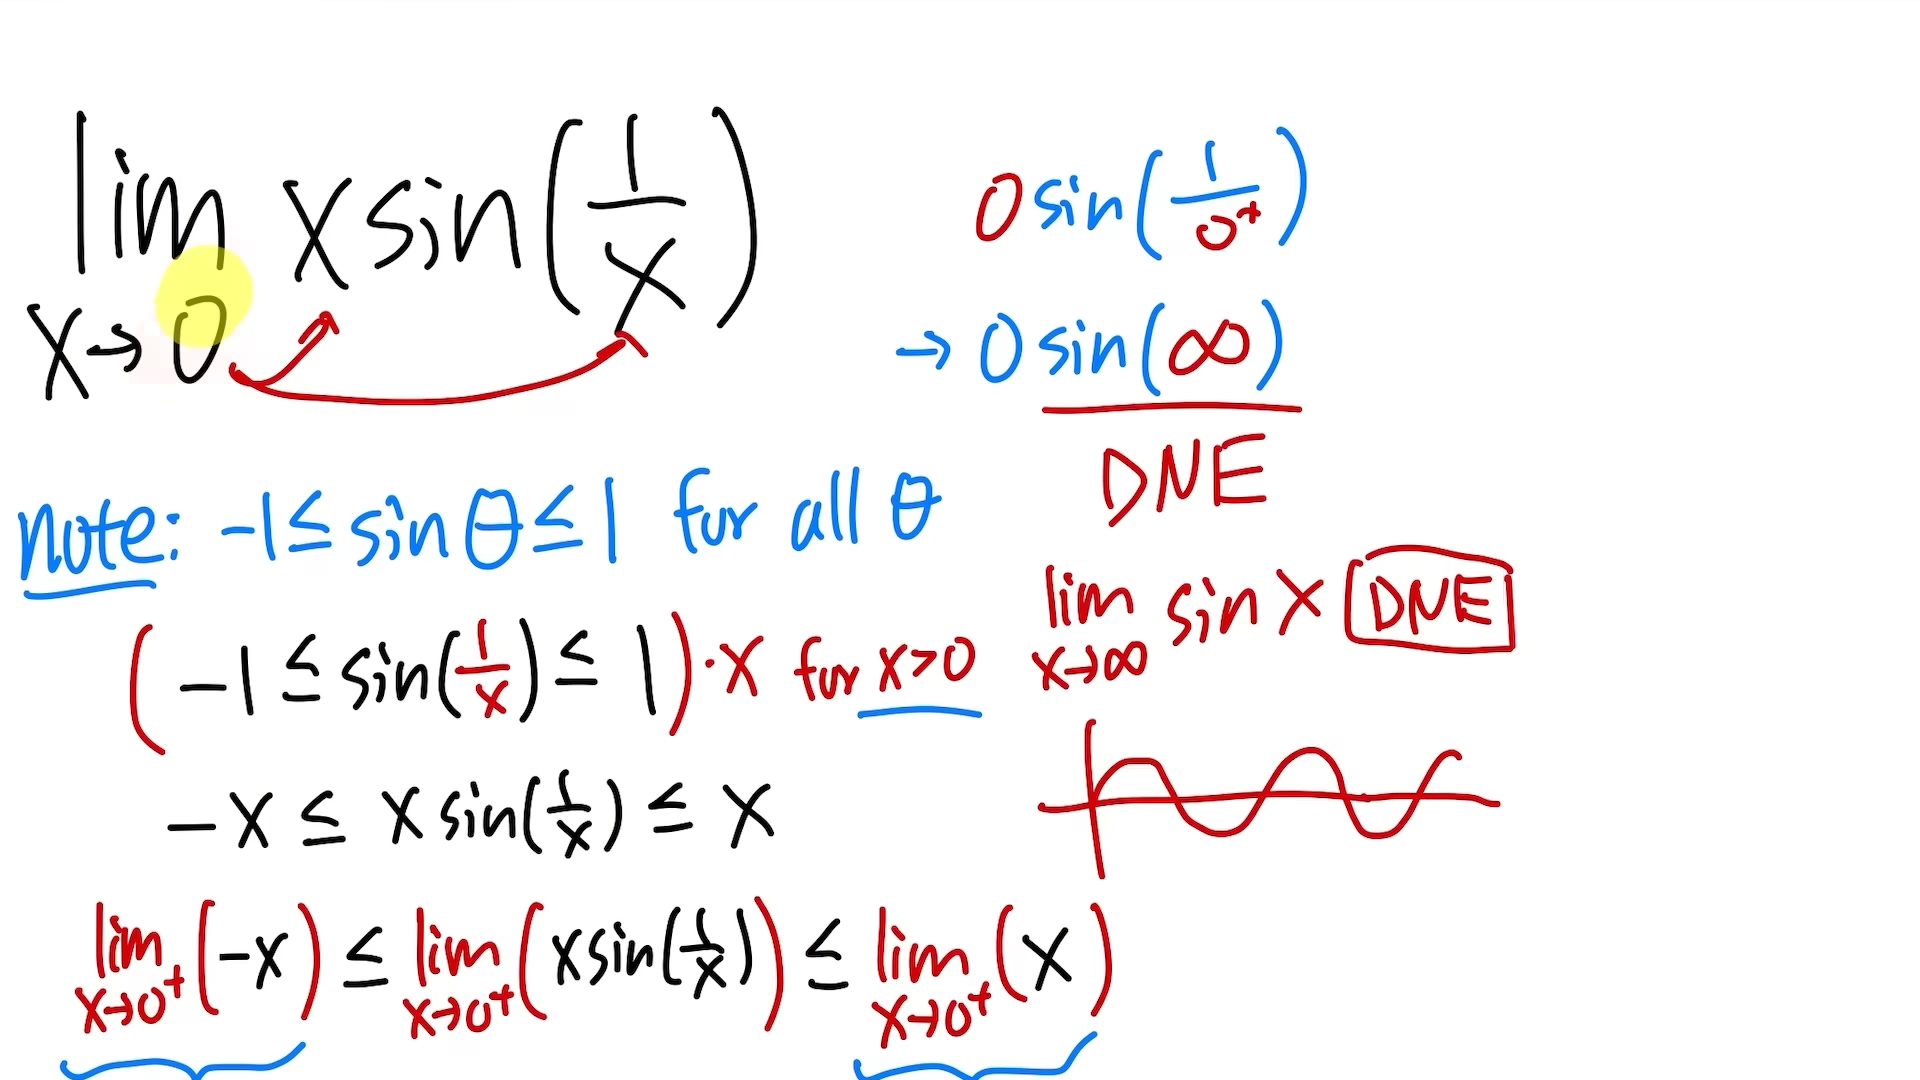 lim x→0 x sin(1/x)
0 sin(1/0⁺)
→ 0 sin(∞)
DNE
note: -1 ≤ sin θ ≤ 1 for all θ
lim x→∞ sin x DNE
(-1 ≤ sin(1/x) ≤ 1)·x for x>0
-x ≤ x sin(1/x) ≤ x
lim x→0⁺ (-x) ≤ lim x→0⁺ (x sin(1/x)) ≤ lim x→0⁺ (x)